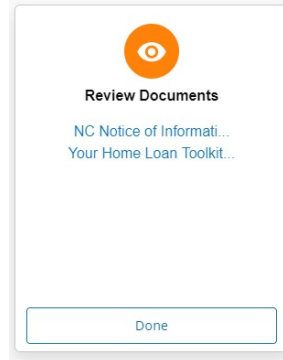 Review Documents
NC Notice of Informati...
Your Home Loan Toolkit...
Done